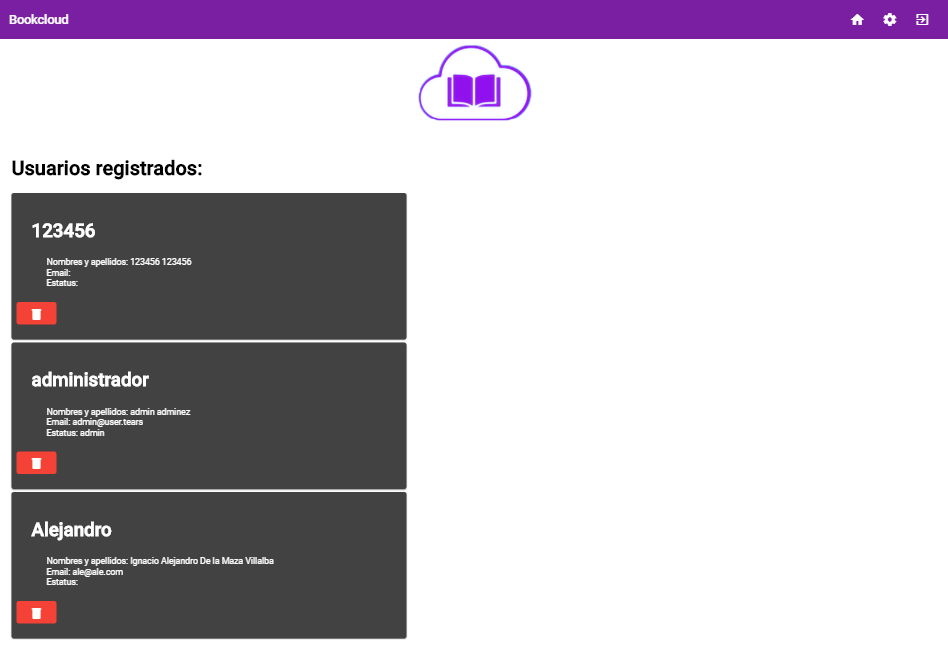 Bookcloud
Usuarios registrados:
123456
Nombres y apellidos: 123456 123456
Email:
Estatus:
administrador
Nombres y apellidos: admin adminez
Email: admin@user.tears
Estatus: admin
Alejandro
Nombres y apellidos: Ignacio Alejandro De la Maza Villalba
Email: ale@ale.com
Estatus: